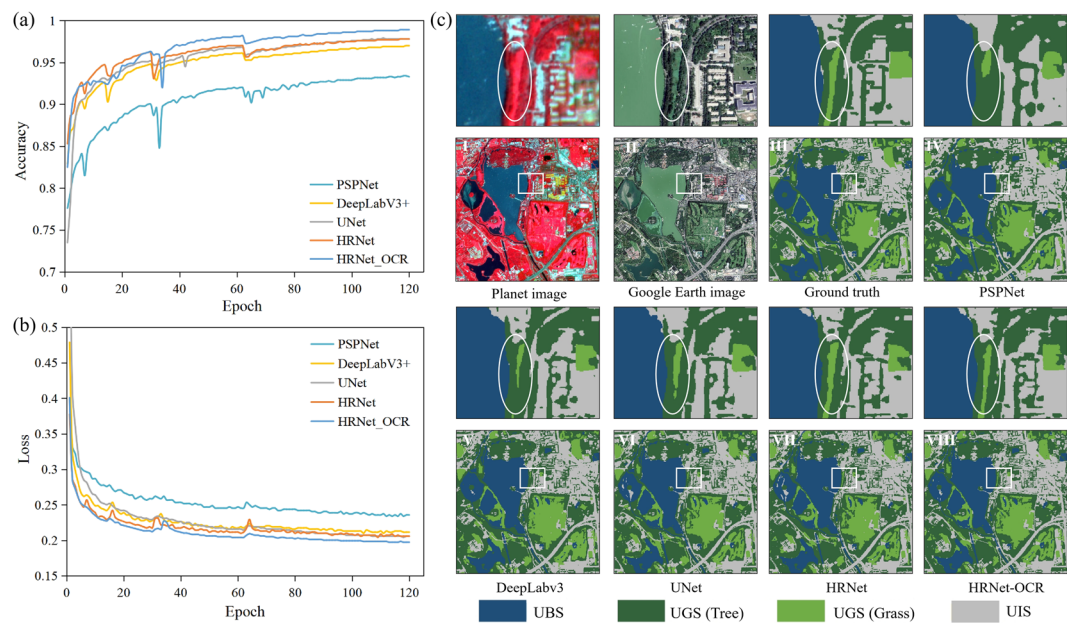 (a)
1
0.95
0.9
0.85
0.8
0.75
0.7
Accuracy
PSPNet
DeepLabV3+
UNet
HRNet
HRNet_OCR
0 20 40 60 80 100 120
Epoch
(b)
0.5
0.45
0.4
0.35
0.3
0.25
0.2
0.15
Loss
PSPNet
DeepLabV3+
UNet
HRNet
HRNet_OCR
0 20 40 60 80 100 120
Epoch
(c)
I II III IV
Planet image Google Earth image Ground truth PSPNet
V VI VII VIII
DeepLabv3 UNet HRNet HRNet-OCR
UBS UGS (Tree) UGS (Grass) UIS